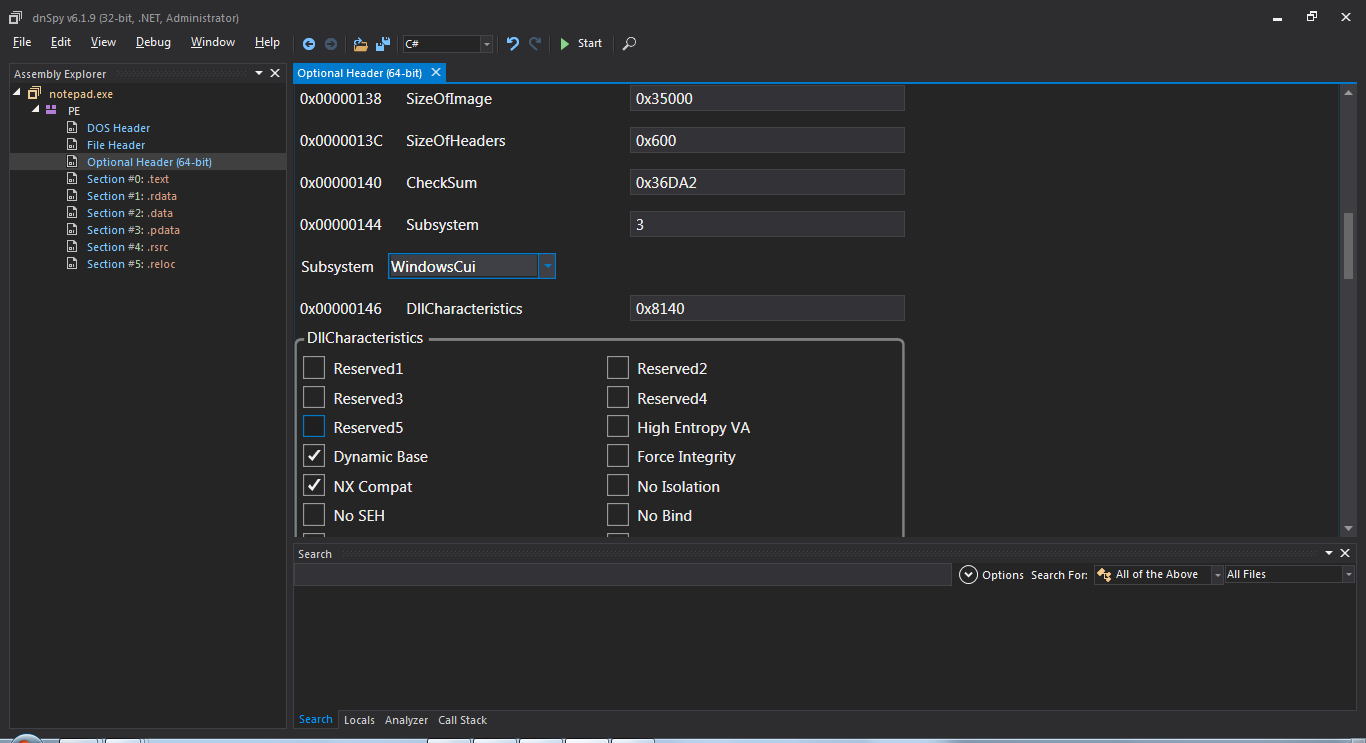 dnSpy v6.1.9 (32-bit, .NET, Administrator)
File Edit View Debug Window Help C# Start
Assembly Explorer
notepad.exe
PE
DOS Header
File Header
Optional Header (64-bit)
Section #0: .text
Section #1: .rdata
Section #2: .data
Section #3: .pdata
Section #4: .rsrc
Section #5: .reloc
Optional Header (64-bit)
0x00000138 SizeOfImage 0x35000
0x0000013C SizeOfHeaders 0x600
0x00000140 CheckSum 0x36DA2
0x00000144 Subsystem 3
Subsystem WindowsCui
0x00000146 DllCharacteristics 0x8140
DllCharacteristics
Reserved1 Reserved2
Reserved3 Reserved4
Reserved5 High Entropy VA
Dynamic Base Force Integrity
NX Compat No Isolation
No SEH No Bind
Search
Options Search For: All of the Above All Files
Search Locals Analyzer Call Stack